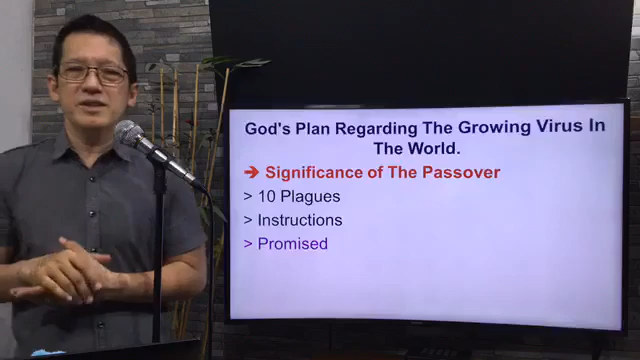 God's Plan Regarding The Growing Virus In
The World.
➔ Significance of The Passover
> 10 Plagues
> Instructions
> Promised